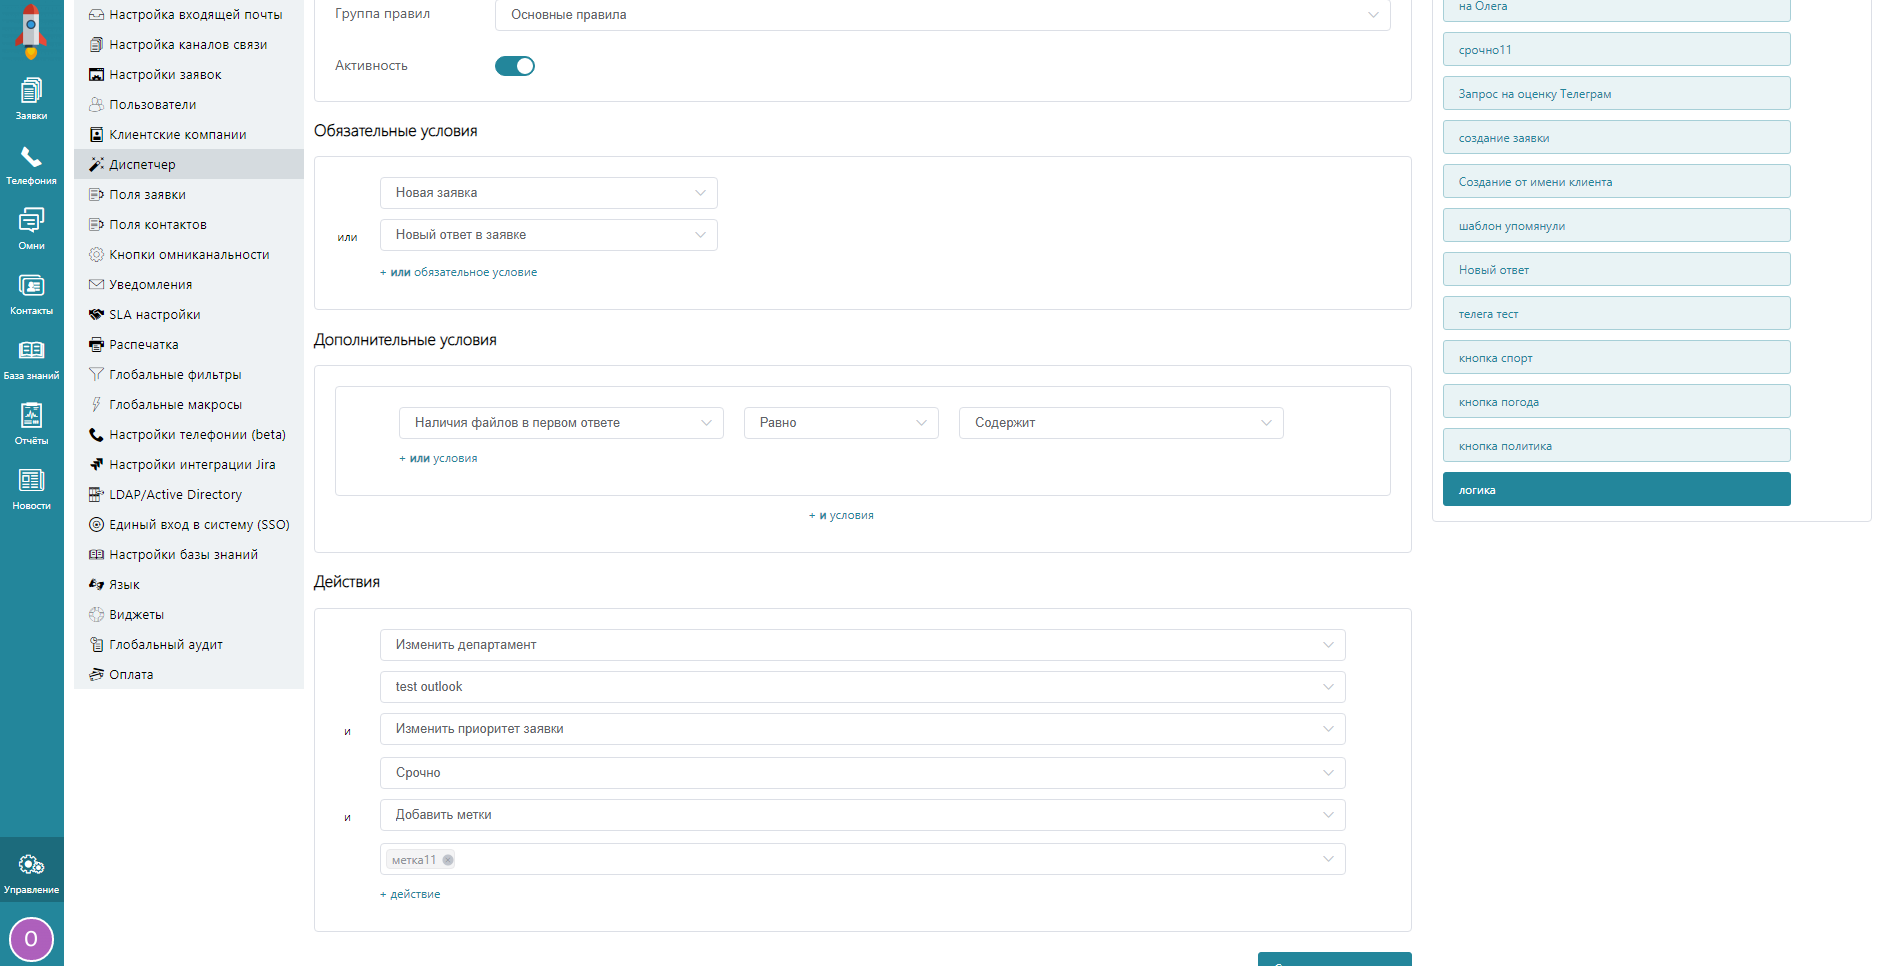 Заявки
Телефония
Омни
Контакты
База знаний
Отчёты
Новости
Управление
O
Настройка входящей почты
Настройка каналов связи
Настройки заявок
Пользователи
Клиентские компании
Диспетчер
Поля заявки
Поля контактов
Кнопки омниканальности
Уведомления
SLA настройки
Распечатка
Глобальные фильтры
Глобальные макросы
Настройки телефонии (beta)
Настройки интеграции Jira
LDAP/Active Directory
Единый вход в систему (SSO)
Настройки базы знаний
Язык
Виджеты
Глобальный аудит
Оплата
Группа правил
Основные правила
Активность
Обязательные условия
Новая заявка
или
Новый ответ в заявке
+ или обязательное условие
Дополнительные условия
Наличия файлов в первом ответе
Равно
Содержит
+ или условия
+ и условия
Действия
Изменить департамент
test outlook
и
Изменить приоритет заявки
Срочно
и
Добавить метки
метка11
+ действие
на Олега
срочно11
Запрос на оценку Телеграм
создание заявки
Создание от имени клиента
шаблон упомянули
Новый ответ
телега тест
кнопка спорт
кнопка погода
кнопка политика
логика